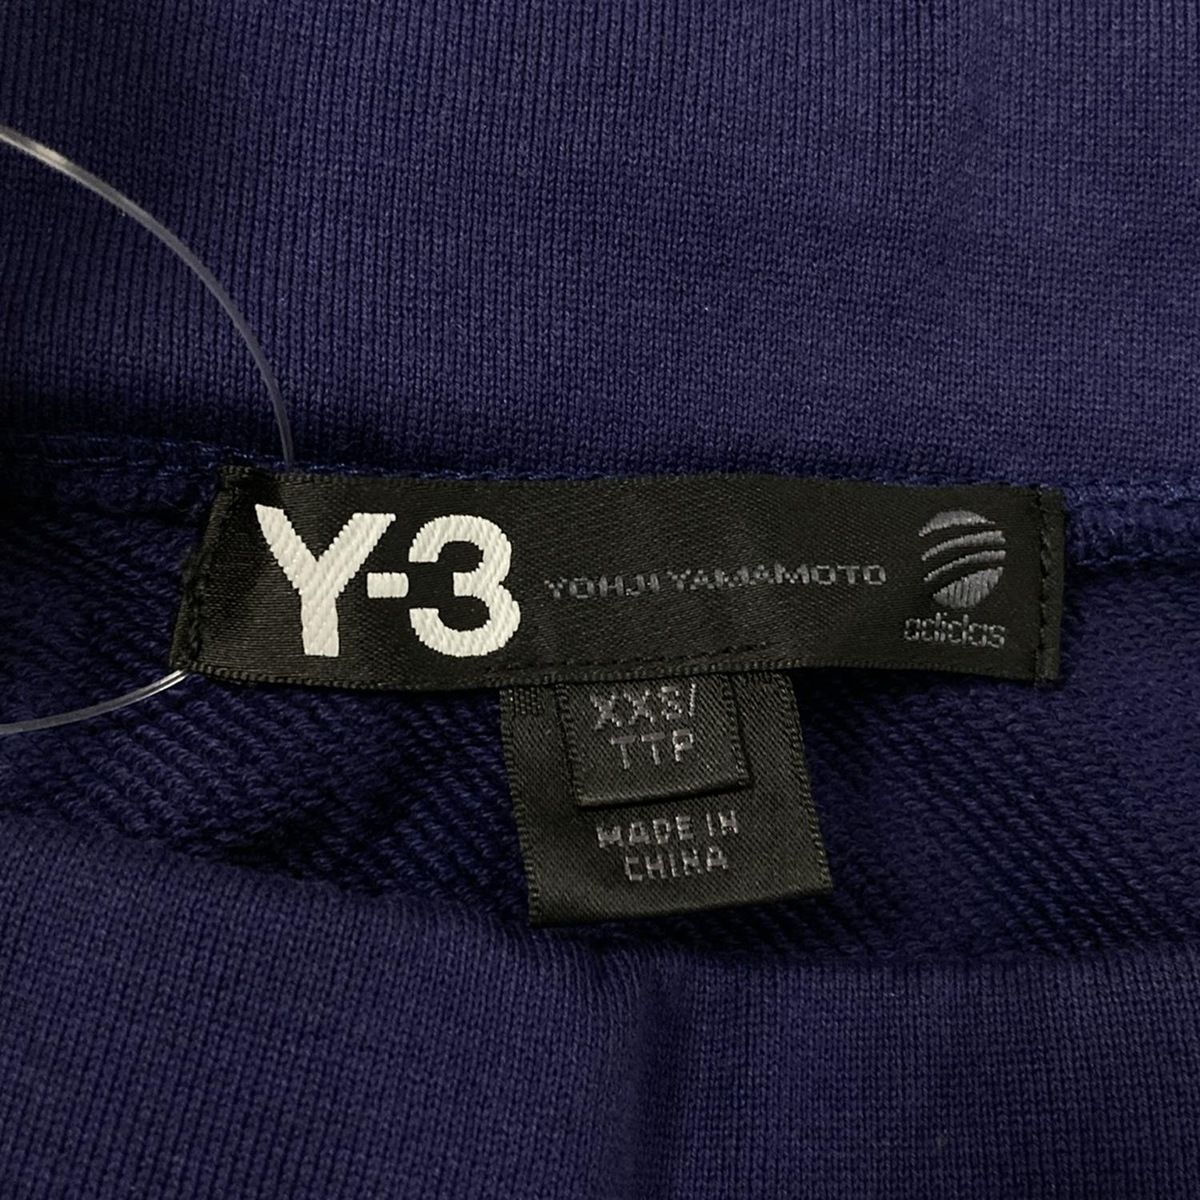 Y-3 YOHJI YAMAMOTO
adidas
XXS/
TTP
MADE IN
CHINA